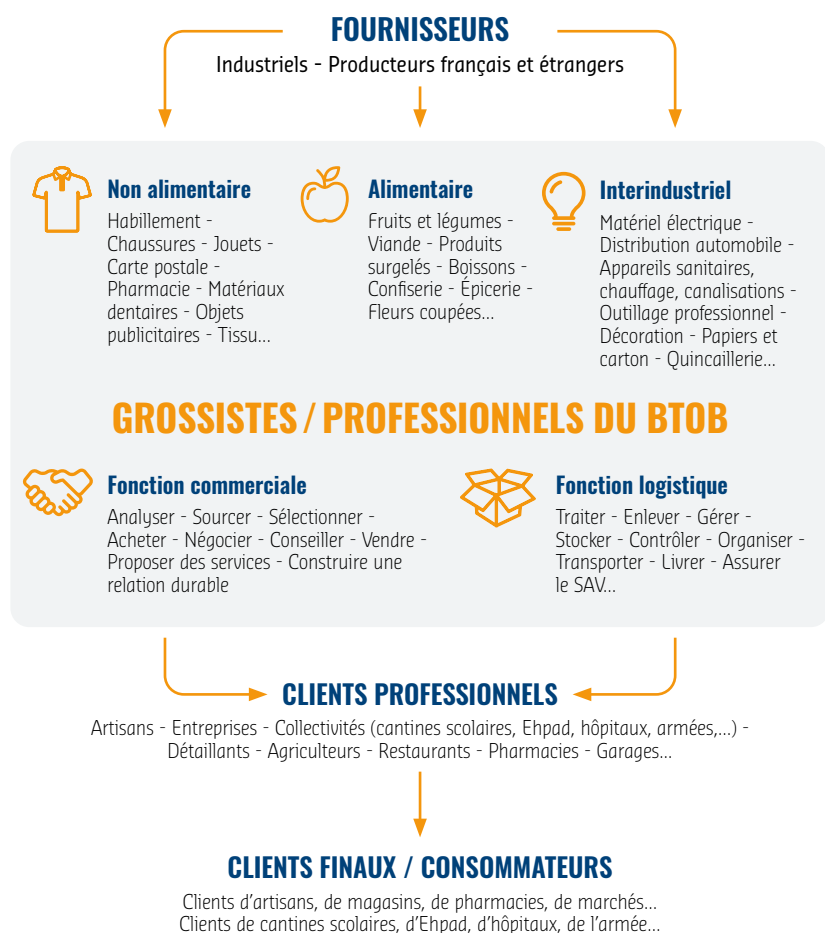 FOURNISSEURS
Industriels - Producteurs français et étrangers
Non alimentaire
Habillement -
Chaussures - Jouets -
Carte postale -
Pharmacie - Matériaux
dentaires - Objets
publicitaires - Tissu...
Alimentaire
Fruits et légumes -
Viande - Produits
surgelés - Boissons -
Confiserie - Épicerie -
Fleurs coupées...
Interindustriel
Matériel électrique -
Distribution automobile -
Appareils sanitaires,
chauffage, canalisations -
Outillage professionnel -
Décoration - Papiers et
carton - Quincaillerie...
GROSSISTES / PROFESSIONNELS DU BTOB
Fonction commerciale
Analyser - Sourcer - Sélectionner -
Acheter - Négocier - Conseiller - Vendre -
Proposer des services - Construire une
relation durable
Fonction logistique
Traiter - Enlever - Gérer -
Stocker - Contrôler - Organiser -
Transporter - Livrer - Assurer
le SAV...
CLIENTS PROFESSIONNELS
Artisans - Entreprises - Collectivités (cantines scolaires, Ehpad, hôpitaux, armées,...) -
Détaillants - Agriculteurs - Restaurants - Pharmacies - Garages...
CLIENTS FINAUX / CONSOMMATEURS
Clients d'artisans, de magasins, de pharmacies, de marchés...
Clients de cantines scolaires, d'Ehpad, d'hôpitaux, de l'armée...